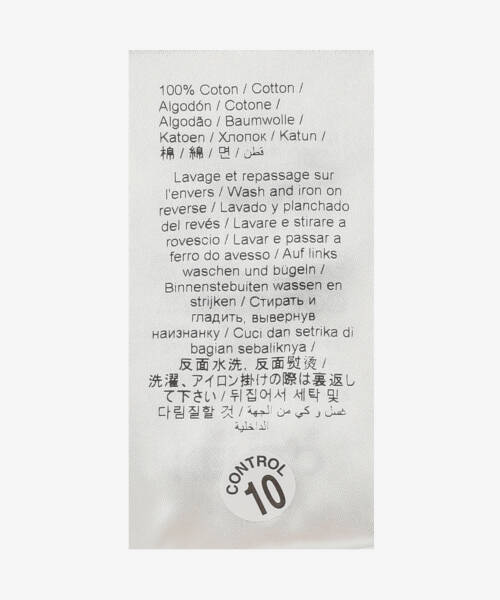 100% Coton / Cotton /
Algodón / Cotone /
Algodão / Baumwolle /
Katoen / Хлопок / Katun /
棉 / 綿 / 면 / قطن
Lavage et repassage sur
l'envers / Wash and iron on
reverse / Lavado y planchado
del revés / Lavare e stirare a
rovescio / Lavar e passar a
ferro do avesso / Auf links
waschen und bügeln /
Binnenstebuiten wassen en
strijken / Стирать и
гладить, вывернув
наизнанку / Cuci dan setrika di
bagian sebaliknya /
反面水洗, 反面熨烫 /
洗濯、アイロン掛けの際は裏返し
て下さい / 뒤집어서 세탁 및
다림질할 것 / غسل و كي من الجهة
الداخلية
CONTROL
10